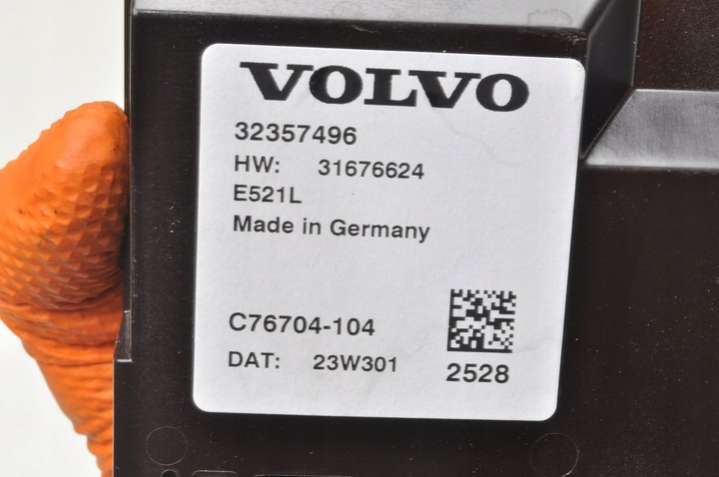 VOLVO
32357496
HW: 31676624
E521L
Made in Germany
C76704-104
DAT: 23W301
2528